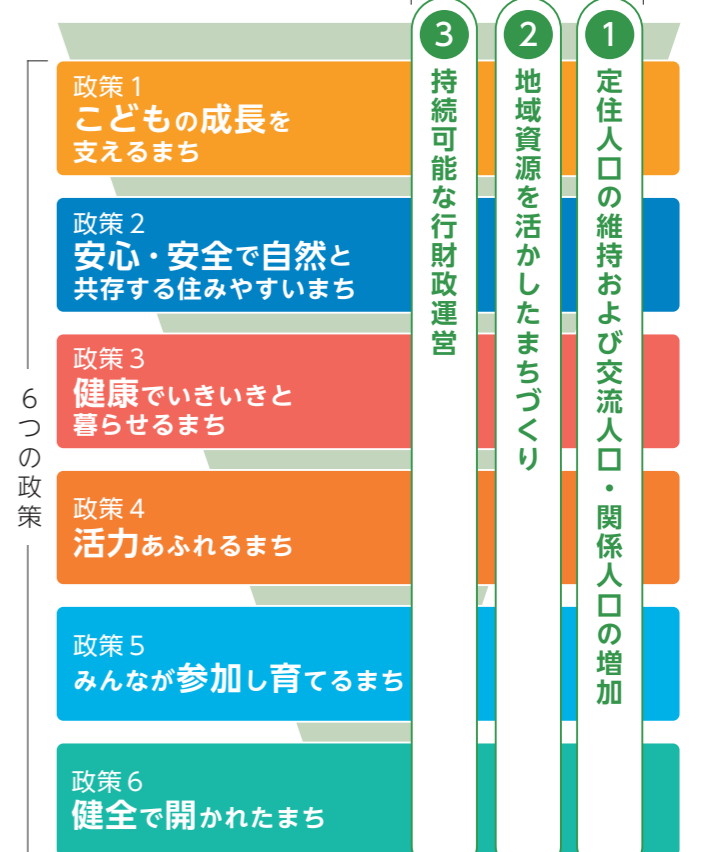 6つの政策
政策1
こどもの成長を
支えるまち
政策2
安心・安全で自然と
共存する住みやすいまち
政策3
健康でいきいきと
暮らせるまち
政策4
活力あふれるまち
政策5
みんなが参加し育てるまち
政策6
健全で開かれたまち
1
定住人口の維持および交流人口・関係人口の増加
2
地域資源を活かしたまちづくり
3
持続可能な行財政運営